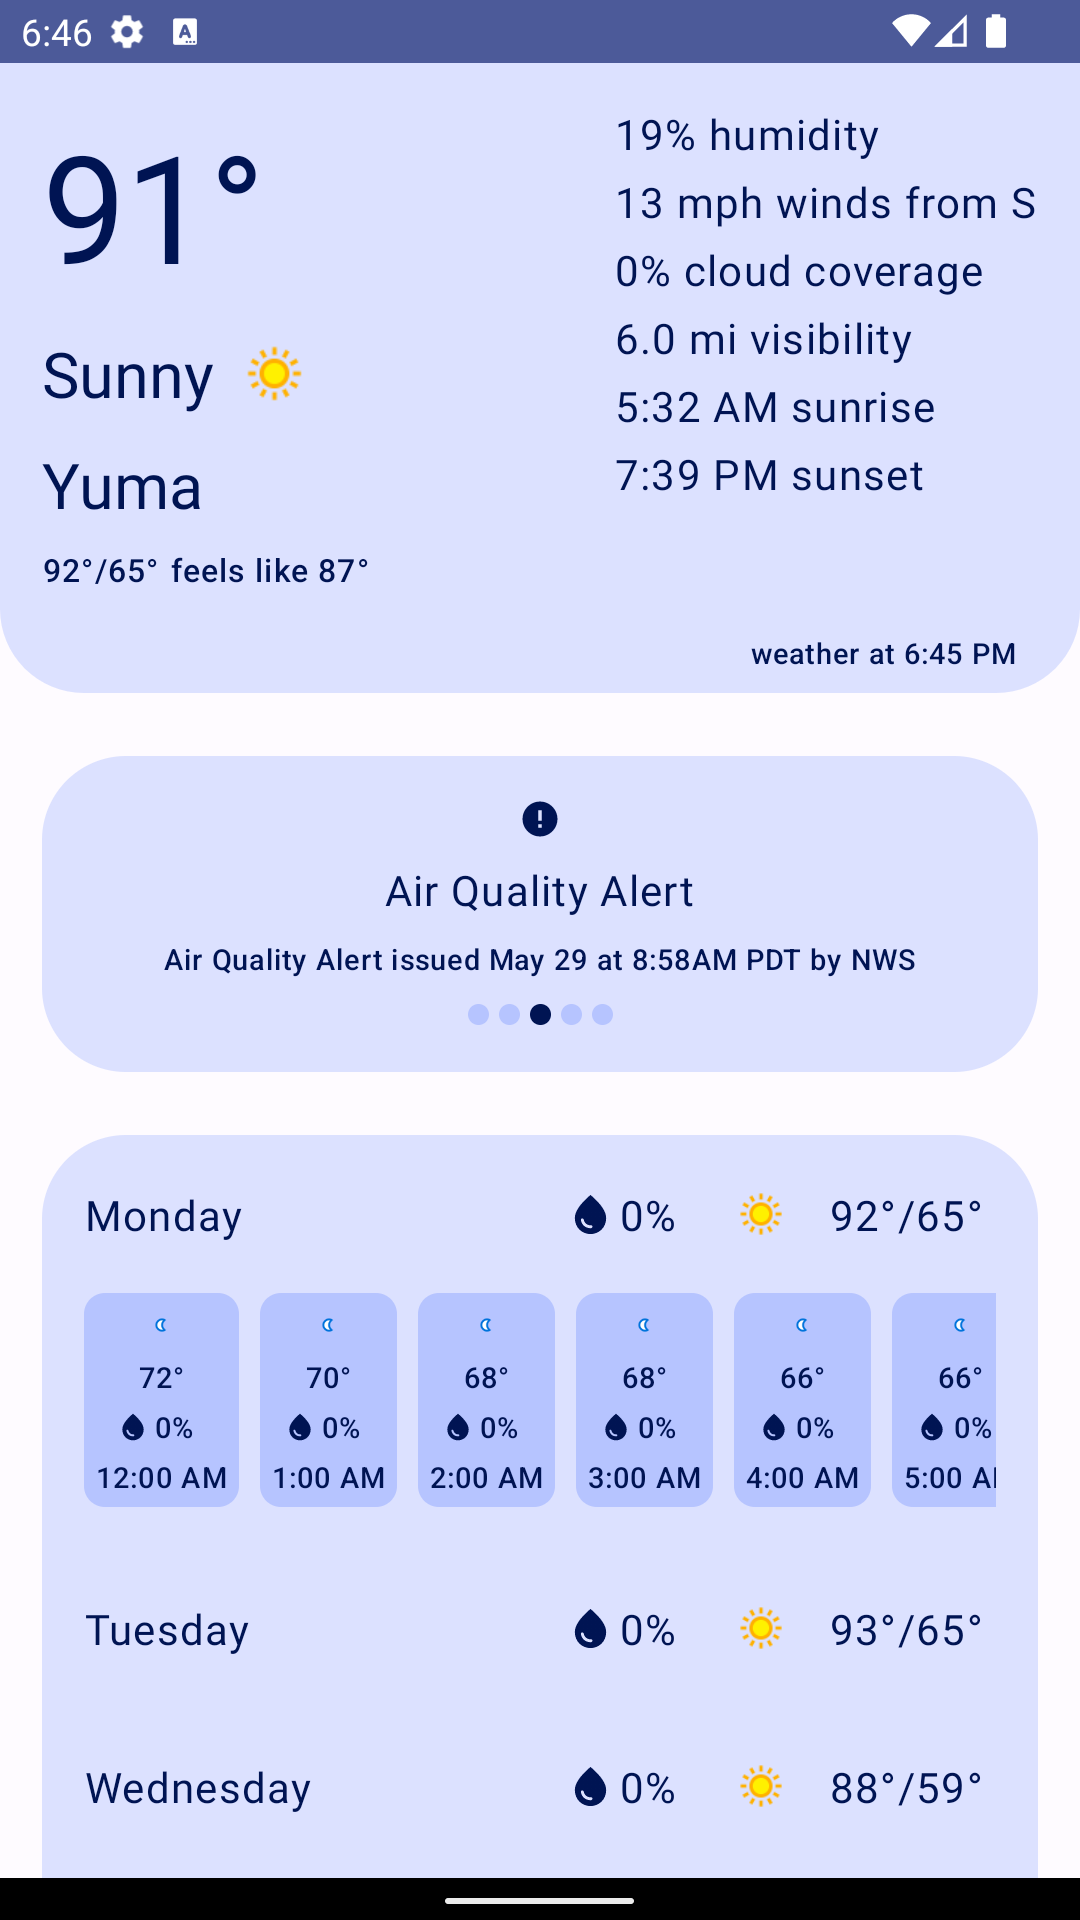 6:46
91°
Sunny
Yuma
92°/65° feels like 87°
19% humidity
13 mph winds from S
0% cloud coverage
6.0 mi visibility
5:32 AM sunrise
7:39 PM sunset
weather at 6:45 PM
Air Quality Alert
Air Quality Alert issued May 29 at 8:58AM PDT by NWS
Monday 0% 92°/65°
72° 70° 68° 68° 66° 66°
0% 0% 0% 0% 0% 0%
12:00 AM 1:00 AM 2:00 AM 3:00 AM 4:00 AM 5:00 A
Tuesday 0% 93°/65°
Wednesday 0% 88°/59°